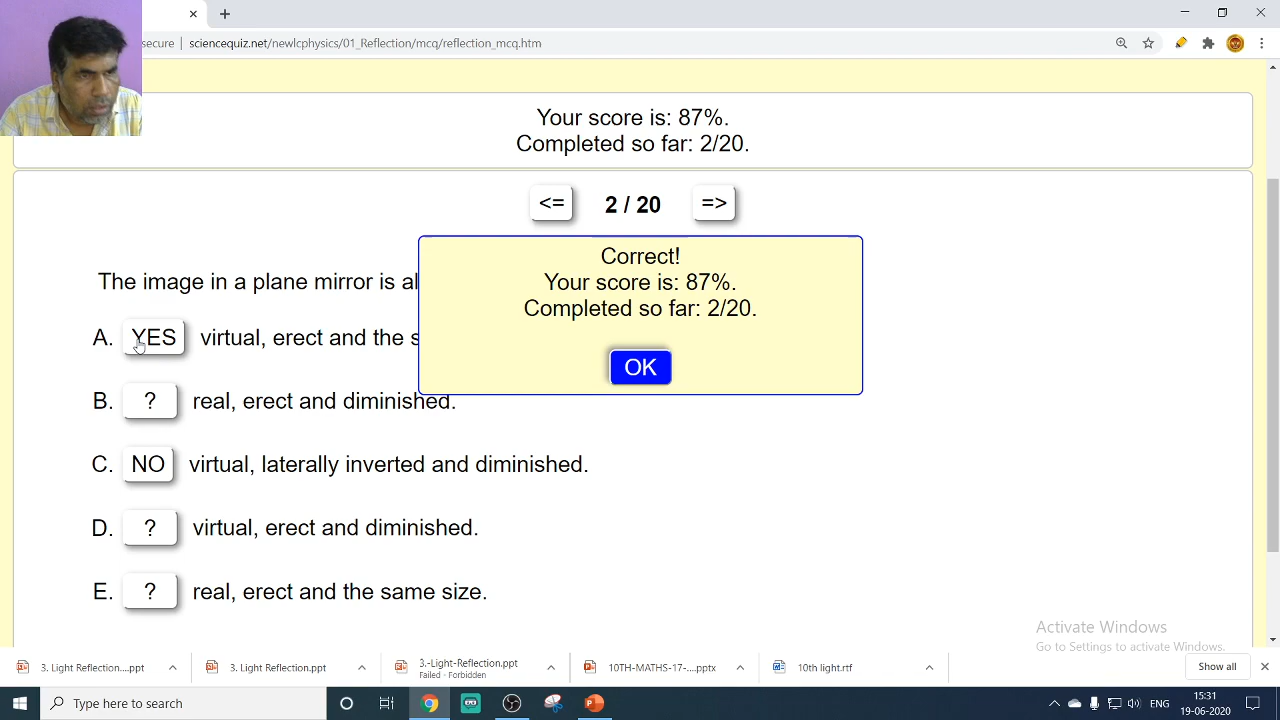 secure | sciencequiz.net/newlcphysics/01_Reflection/mcq/reflection_mcq.htm
Your score is: 87%.
Completed so far: 2/20.
<= 2 / 20 =>
Correct!
Your score is: 87%.
Completed so far: 2/20.
OK
The image in a plane mirror is al
A. YES virtual, erect and the s
B. ? real, erect and diminished.
C. NO virtual, laterally inverted and diminished.
D. ? virtual, erect and diminished.
E. ? real, erect and the same size.
Activate Windows
Go to Settings to activate Windows.
3. Light Reflection....ppt
3. Light Reflection.ppt
3.-Light-Reflection.ppt
Failed - Forbidden
10TH-MATHS-17-....pptx
10th light.rtf
Show all
Type here to search
ENG
15:31
19-06-2020